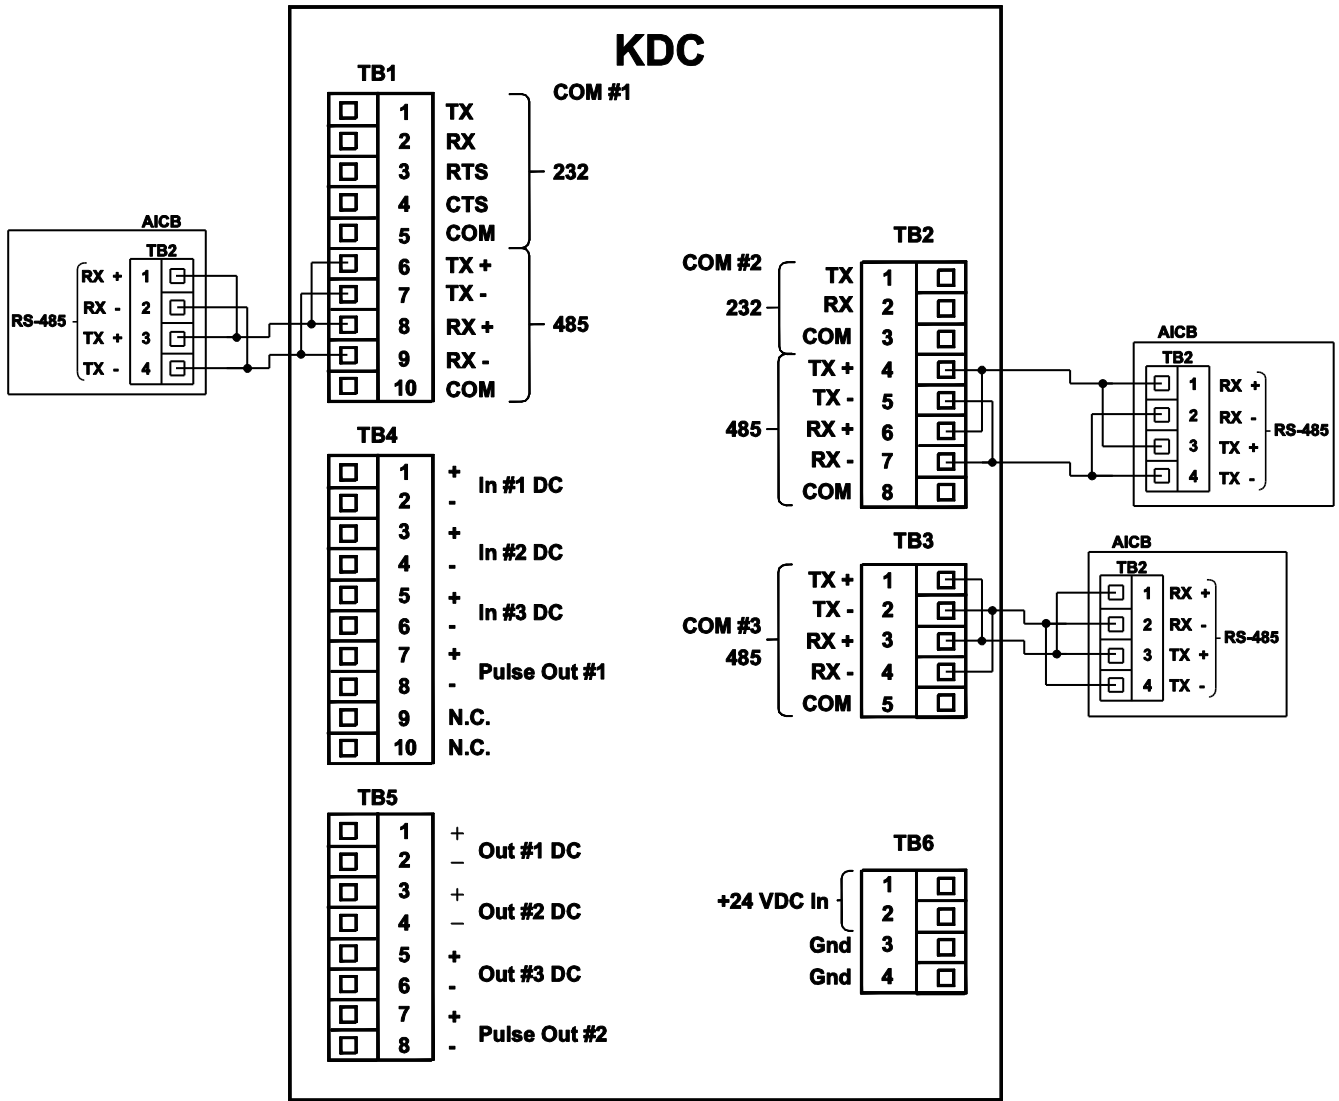 KDC
TB1
COM #1
1 TX
2 RX
3 RTS
232
4 CTS
5 COM
6 TX +
7 TX -
8 RX +
485
9 RX -
10 COM
AICB
TB2
RX + 1
RX - 2
RS-485
TX + 3
TX - 4
TB4
1 +
In #1 DC
2 -
3 +
In #2 DC
4 -
5 +
In #3 DC
6 -
7 +
Pulse Out #1
8 -
9 N.C.
10 N.C.
TB5
1 +
Out #1 DC
2 –
3 +
Out #2 DC
4 –
5 +
Out #3 DC
6 -
7 +
Pulse Out #2
8 -
TB2
COM #2
TX 1
232
RX 2
COM 3
TX + 4
TX - 5
485
RX + 6
RX - 7
COM 8
AICB
TB2
1 RX +
2 RX -
RS-485
3 TX +
4 TX -
TB3
TX + 1
TX - 2
COM #3
485
RX + 3
RX - 4
COM 5
AICB
TB2
1 RX +
2 RX -
RS-485
3 TX +
4 TX -
TB6
1
+24 VDC In
2
Gnd 3
Gnd 4